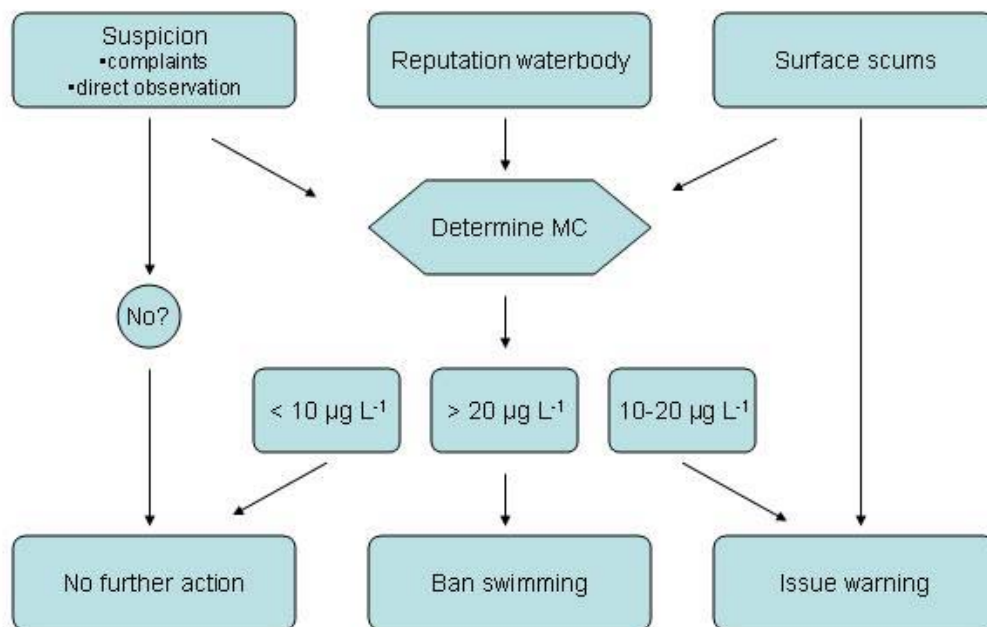 Suspicion
▪complaints
▪direct observation
Reputation waterbody
Surface scums
Determine MC
No?
< 10 µg L⁻¹
> 20 µg L⁻¹
10-20 µg L⁻¹
No further action
Ban swimming
Issue warning